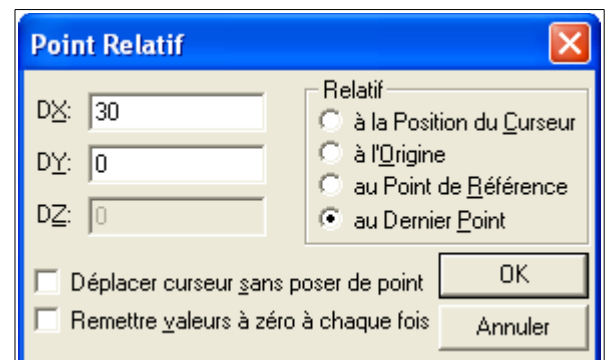 Point Relatif
DX: 30
DY: 0
DZ: 0
Relatif
à la Position du Curseur
à l'Origine
au Point de Référence
au Dernier Point
Déplacer curseur sans poser de point
Remettre valeurs à zéro à chaque fois
OK
Annuler